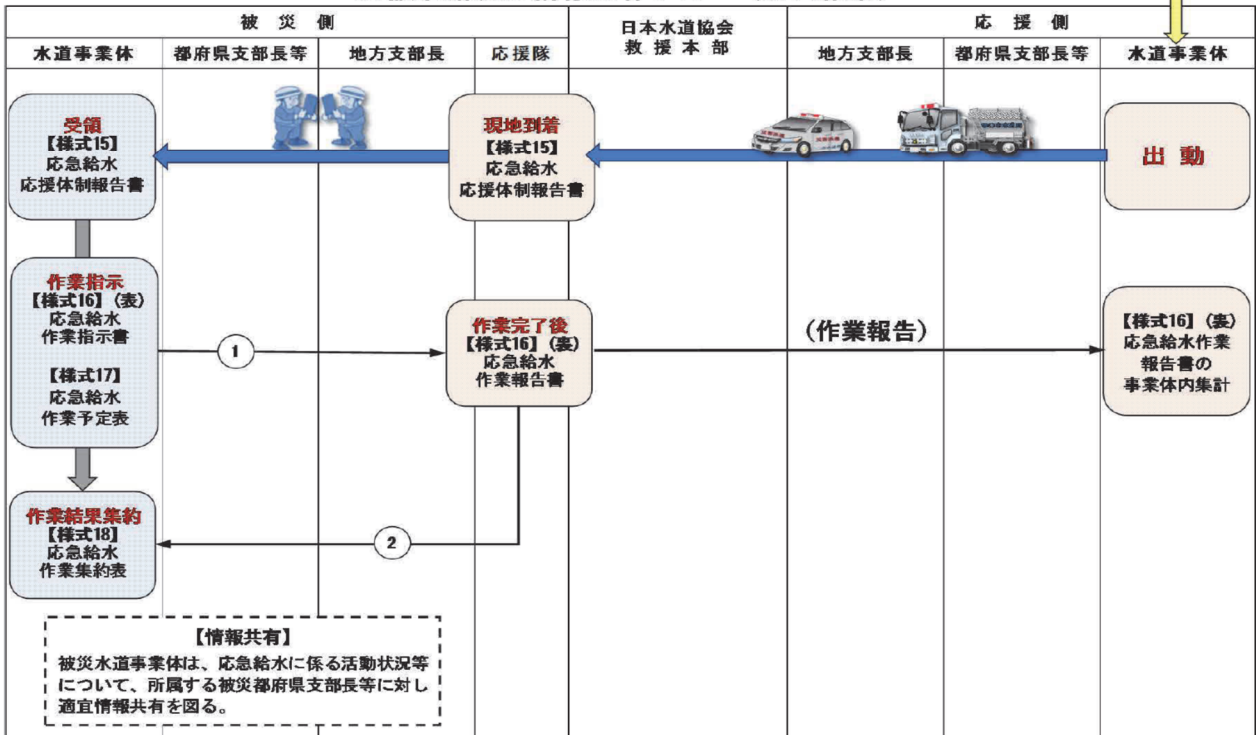 被災側
日本水道協会
救援本部
応援側
水道事業体
都府県支部長等
地方支部長
応援隊
地方支部長
都府県支部長等
水道事業体
受領
【様式15】
応急給水
応援体制報告書
現地到着
【様式15】
応急給水
応援体制報告書
出動
作業指示
【様式16】（表）
応急給水
作業指示書
【様式17】
応急給水
作業予定表
1
作業完了後
【様式16】（裏）
応急給水
作業報告書
（作業報告）
【様式16】（裏）
応急給水作業
報告書の
事業体内集計
作業結果集約
【様式18】
応急給水
作業集約表
2
【情報共有】
被災水道事業体は、応急給水に係る活動状況等
について、所属する被災都府県支部長等に対し
適宜情報共有を図る。